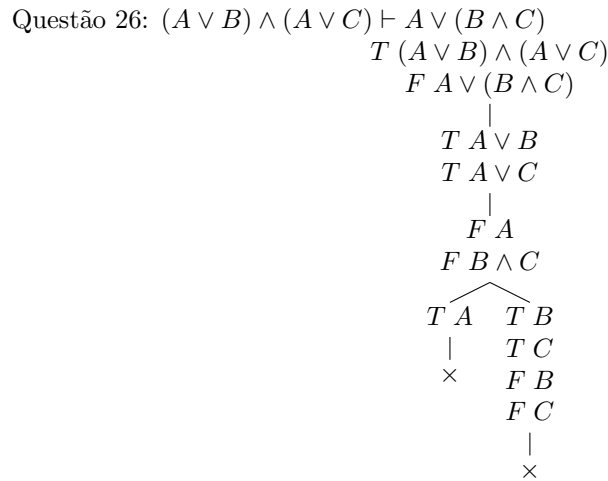 Questão 26: (A ∨ B) ∧ (A ∨ C) ⊢ A ∨ (B ∧ C)
T (A ∨ B) ∧ (A ∨ C)
F A ∨ (B ∧ C)
T A ∨ B
T A ∨ C
F A
F B ∧ C
T A T B
T C
× F B
F C
×